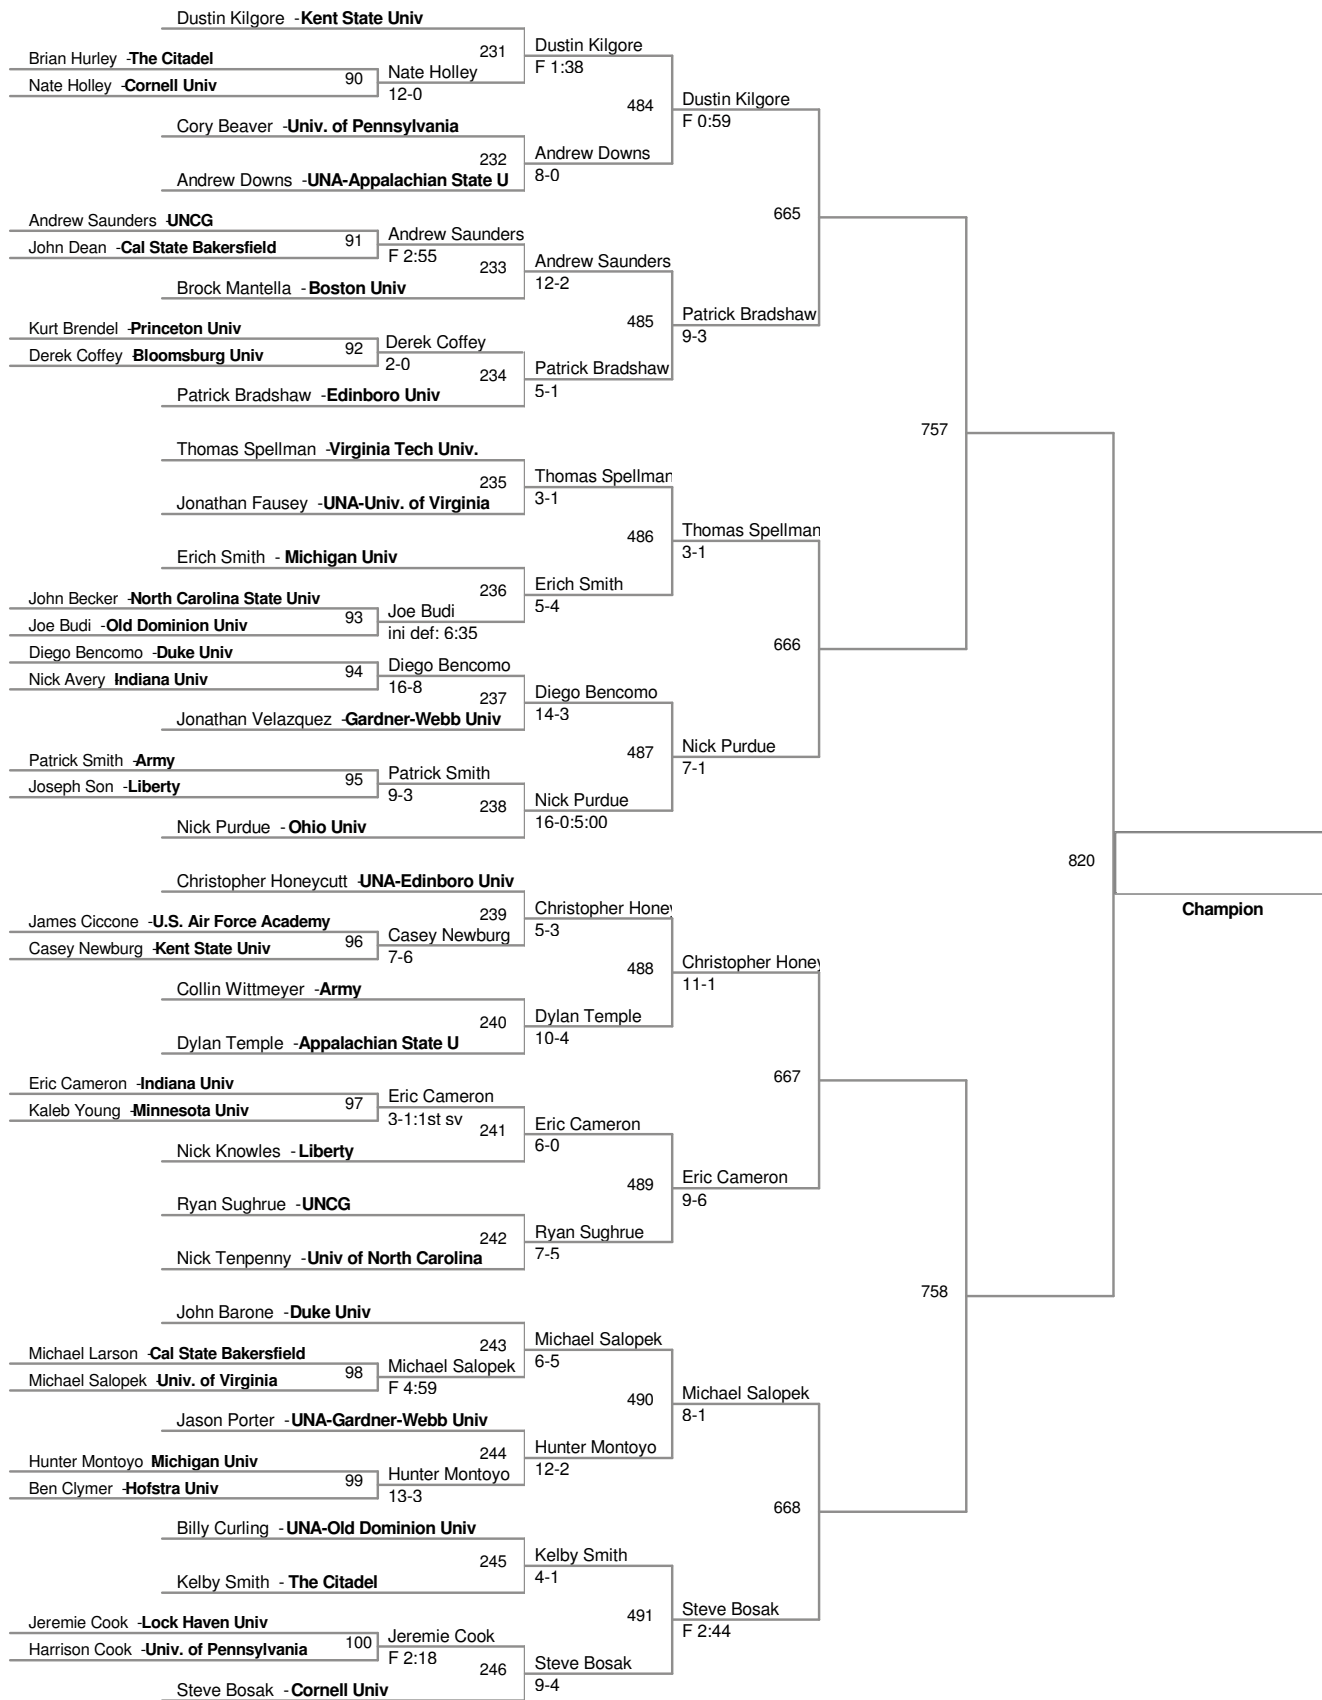 Dustin Kilgore - Kent State Univ
231
Dustin Kilgore
F 1:38
Brian Hurley - The Citadel
90
Nate Holley
12-0
Nate Holley - Cornell Univ
484
Dustin Kilgore
F 0:59
Cory Beaver - Univ. of Pennsylvania
232
Andrew Downs
8-0
Andrew Downs - UNA-Appalachian State U
665
Andrew Saunders - UNCG
91
Andrew Saunders
F 2:55
John Dean - Cal State Bakersfield
233
Andrew Saunders
12-2
Brock Mantella - Boston Univ
485
Patrick Bradshaw
9-3
Kurt Brendel - Princeton Univ
92
Derek Coffey
2-0
Derek Coffey - Bloomsburg Univ
234
Patrick Bradshaw
5-1
Patrick Bradshaw - Edinboro Univ
757
Thomas Spellman - Virginia Tech Univ.
235
Thomas Spellman
3-1
Jonathan Fausey - UNA-Univ. of Virginia
486
Thomas Spellman
3-1
Erich Smith - Michigan Univ
236
Erich Smith
5-4
John Becker - North Carolina State Univ
93
Joe Budi
ini def: 6:35
Joe Budi - Old Dominion Univ
666
Diego Bencomo - Duke Univ
94
Diego Bencomo
16-8
Nick Avery - Indiana Univ
237
Diego Bencomo
14-3
Jonathan Velazquez - Gardner-Webb Univ
487
Nick Purdue
7-1
Patrick Smith - Army
95
Patrick Smith
9-3
Joseph Son - Liberty
238
Nick Purdue
16-0:5:00
Nick Purdue - Ohio Univ
820
Champion
Christopher Honeycutt - UNA-Edinboro Univ
239
Christopher Honey
5-3
James Ciccone - U.S. Air Force Academy
96
Casey Newburg
7-6
Casey Newburg - Kent State Univ
488
Christopher Honey
11-1
Collin Wittmeyer - Army
240
Dylan Temple
10-4
Dylan Temple - Appalachian State U
667
Eric Cameron - Indiana Univ
97
Eric Cameron
3-1:1st sv
Kaleb Young - Minnesota Univ
241
Eric Cameron
6-0
Nick Knowles - Liberty
489
Eric Cameron
9-6
Ryan Sughrue - UNCG
242
Ryan Sughrue
7-5
Nick Tenpenny - Univ of North Carolina
758
John Barone - Duke Univ
243
Michael Salopek
6-5
Michael Larson - Cal State Bakersfield
98
Michael Salopek
F 4:59
Michael Salopek - Univ. of Virginia
490
Michael Salopek
8-1
Jason Porter - UNA-Gardner-Webb Univ
244
Hunter Montoyo
12-2
Hunter Montoyo Michigan Univ
99
Hunter Montoyo
13-3
Ben Clymer - Hofstra Univ
668
Billy Curling - UNA-Old Dominion Univ
245
Kelby Smith
4-1
Kelby Smith - The Citadel
491
Steve Bosak
F 2:44
Jeremie Cook - Lock Haven Univ
100
Jeremie Cook
F 2:18
Harrison Cook - Univ. of Pennsylvania
246
Steve Bosak
9-4
Steve Bosak - Cornell Univ